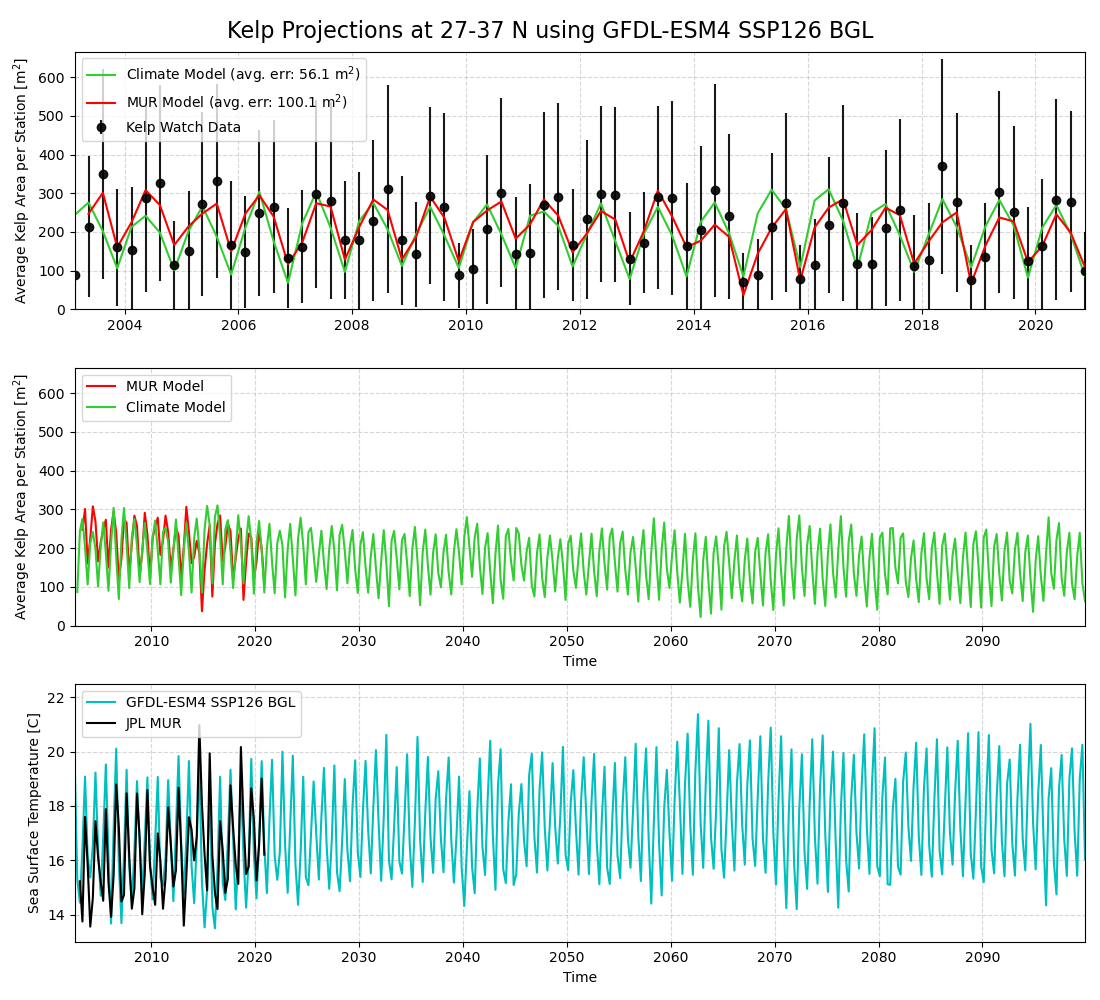 Kelp Projections at 27-37 N using GFDL-ESM4 SSP126 BGL
Average Kelp Area per Station [m²]
600
500
400
300
200
100
0
Climate Model (avg. err: 56.1 m²)
MUR Model (avg. err: 100.1 m²)
Kelp Watch Data
2004 2006 2008 2010 2012 2014 2016 2018 2020
Average Kelp Area per Station [m²]
600
500
400
300
200
100
0
MUR Model
Climate Model
2010 2020 2030 2040 2050 2060 2070 2080 2090
Time
Sea Surface Temperature [C]
22
20
18
16
14
GFDL-ESM4 SSP126 BGL
JPL MUR
2010 2020 2030 2040 2050 2060 2070 2080 2090
Time